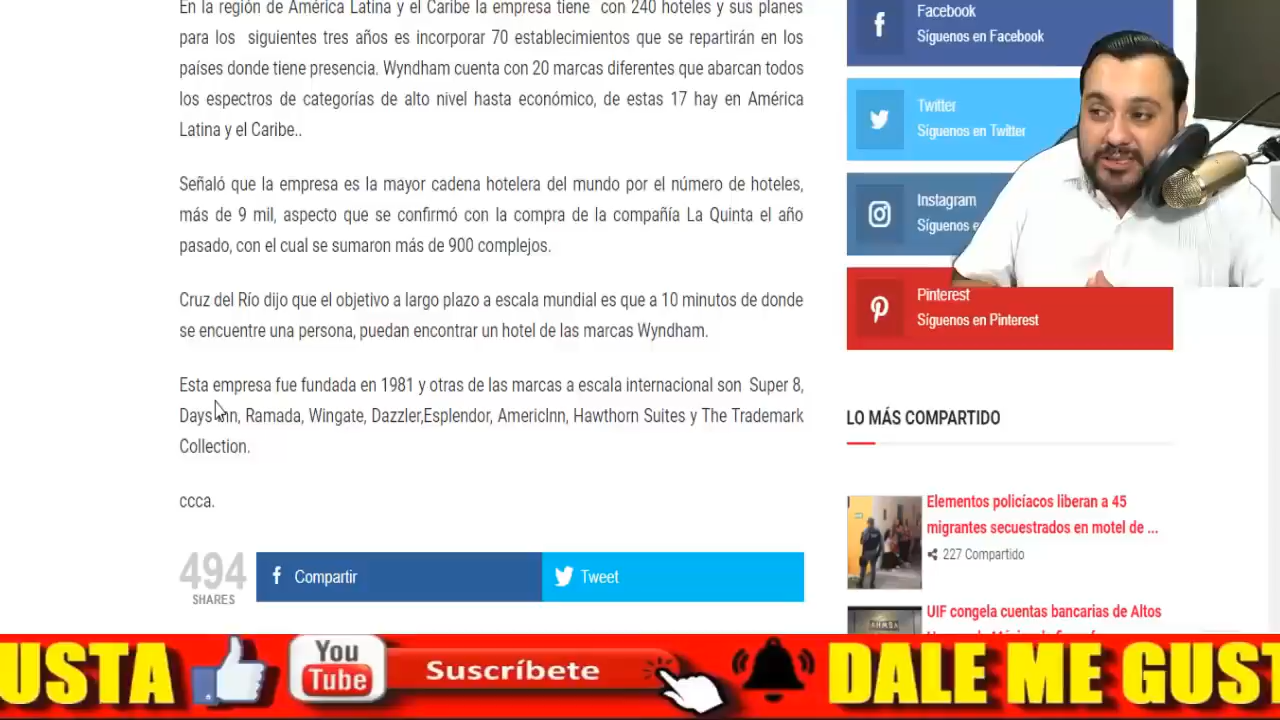 En la región de América Latina y el Caribe la empresa tiene con 240 hoteles y sus planes
para los siguientes tres años es incorporar 70 establecimientos que se repartirán en los
países donde tiene presencia. Wyndham cuenta con 20 marcas diferentes que abarcan todos
los espectros de categorías de alto nivel hasta económico, de estas 17 hay en América
Latina y el Caribe..
Señaló que la empresa es la mayor cadena hotelera del mundo por el número de hoteles,
más de 9 mil, aspecto que se confirmó con la compra de la compañía La Quinta el año
pasado, con el cual se sumaron más de 900 complejos.
Cruz del Río dijo que el objetivo a largo plazo a escala mundial es que a 10 minutos de donde
se encuentre una persona, puedan encontrar un hotel de las marcas Wyndham.
Esta empresa fue fundada en 1981 y otras de las marcas a escala internacional son Super 8,
Days Inn, Ramada, Wingate, Dazzler,Esplendor, AmericInn, Hawthorn Suites y The Trademark
Collection.
ccca.
494
SHARES
Compartir
Tweet
Facebook
Síguenos en Facebook
Twitter
Síguenos en Twitter
Instagram
Síguenos
Pinterest
Síguenos en Pinterest
LO MÁS COMPARTIDO
Elementos policíacos liberan a 45
migrantes secuestrados en motel de ...
227 Compartido
UIF congela cuentas bancarias de Altos
USTA
You
Tube
Suscríbete
DALE ME GUST